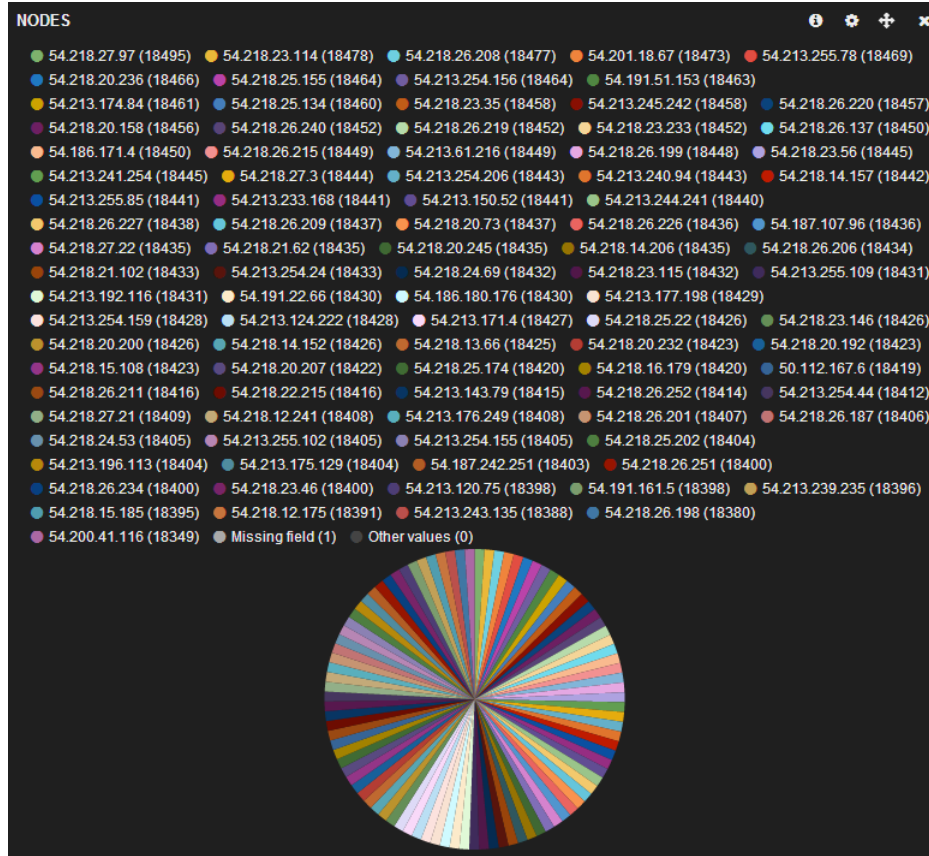 NODES
54.218.27.97 (18495) 54.218.23.114 (18478) 54.218.26.208 (18477) 54.201.18.67 (18473) 54.213.255.78 (18469)
54.218.20.236 (18466) 54.218.25.155 (18464) 54.213.254.156 (18464) 54.191.51.153 (18463)
54.213.174.84 (18461) 54.218.25.134 (18460) 54.218.23.35 (18458) 54.213.245.242 (18458) 54.218.26.220 (18457)
54.218.20.158 (18456) 54.218.26.240 (18452) 54.218.26.219 (18452) 54.218.23.233 (18452) 54.218.26.137 (18450)
54.186.171.4 (18450) 54.218.26.215 (18449) 54.213.61.216 (18449) 54.218.26.199 (18448) 54.218.23.56 (18445)
54.213.241.254 (18445) 54.218.27.3 (18444) 54.213.254.206 (18443) 54.213.240.94 (18443) 54.218.14.157 (18442)
54.213.255.85 (18441) 54.213.233.168 (18441) 54.213.150.52 (18441) 54.213.244.241 (18440)
54.218.26.227 (18438) 54.218.26.209 (18437) 54.218.20.73 (18437) 54.218.26.226 (18436) 54.187.107.96 (18436)
54.218.27.22 (18435) 54.218.21.62 (18435) 54.218.20.245 (18435) 54.218.14.206 (18435) 54.218.26.206 (18434)
54.218.21.102 (18433) 54.213.254.24 (18433) 54.218.24.69 (18432) 54.218.23.115 (18432) 54.213.255.109 (18431)
54.213.192.116 (18431) 54.191.22.66 (18430) 54.186.180.176 (18430) 54.213.177.198 (18429)
54.213.254.159 (18428) 54.213.124.222 (18428) 54.213.171.4 (18427) 54.218.25.22 (18426) 54.218.23.146 (18426)
54.218.20.200 (18426) 54.218.14.152 (18426) 54.218.13.66 (18425) 54.218.20.232 (18423) 54.218.20.192 (18423)
54.218.15.108 (18423) 54.218.20.207 (18422) 54.218.25.174 (18420) 54.218.16.179 (18420) 50.112.167.6 (18419)
54.218.26.211 (18416) 54.218.22.215 (18416) 54.213.143.79 (18415) 54.218.26.252 (18414) 54.213.254.44 (18412)
54.218.27.21 (18409) 54.218.12.241 (18408) 54.213.176.249 (18408) 54.218.26.201 (18407) 54.218.26.187 (18406)
54.218.24.53 (18405) 54.213.255.102 (18405) 54.213.254.155 (18405) 54.218.25.202 (18404)
54.213.196.113 (18404) 54.213.175.129 (18404) 54.187.242.251 (18403) 54.218.26.251 (18400)
54.218.26.234 (18400) 54.218.23.46 (18400) 54.213.120.75 (18398) 54.191.161.5 (18398) 54.213.239.235 (18396)
54.218.15.185 (18395) 54.218.12.175 (18391) 54.213.243.135 (18388) 54.218.26.198 (18380)
54.200.41.116 (18349) Missing field (1) Other values (0)